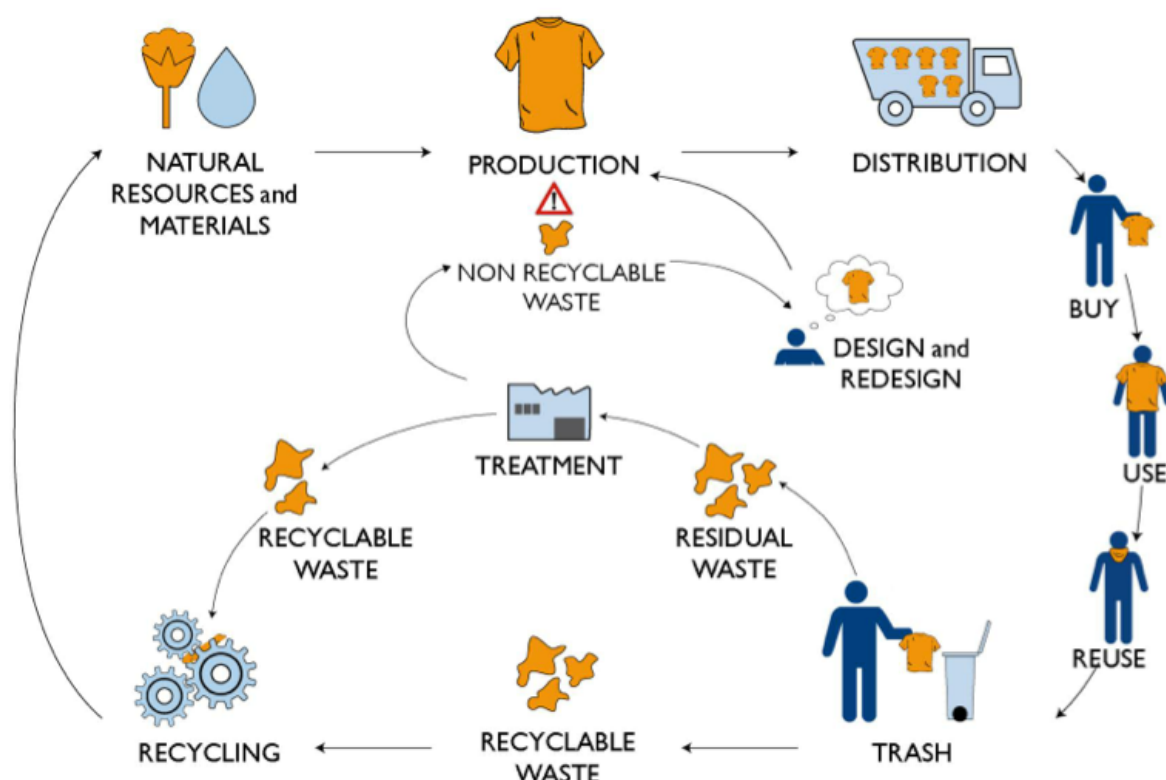 NATURAL
RESOURCES and
MATERIALS
PRODUCTION
DISTRIBUTION
!
NON RECYCLABLE
WASTE
BUY
DESIGN and
REDESIGN
USE
TREATMENT
RECYCLABLE
WASTE
RESIDUAL
WASTE
REUSE
RECYCLING
RECYCLABLE
WASTE
TRASH